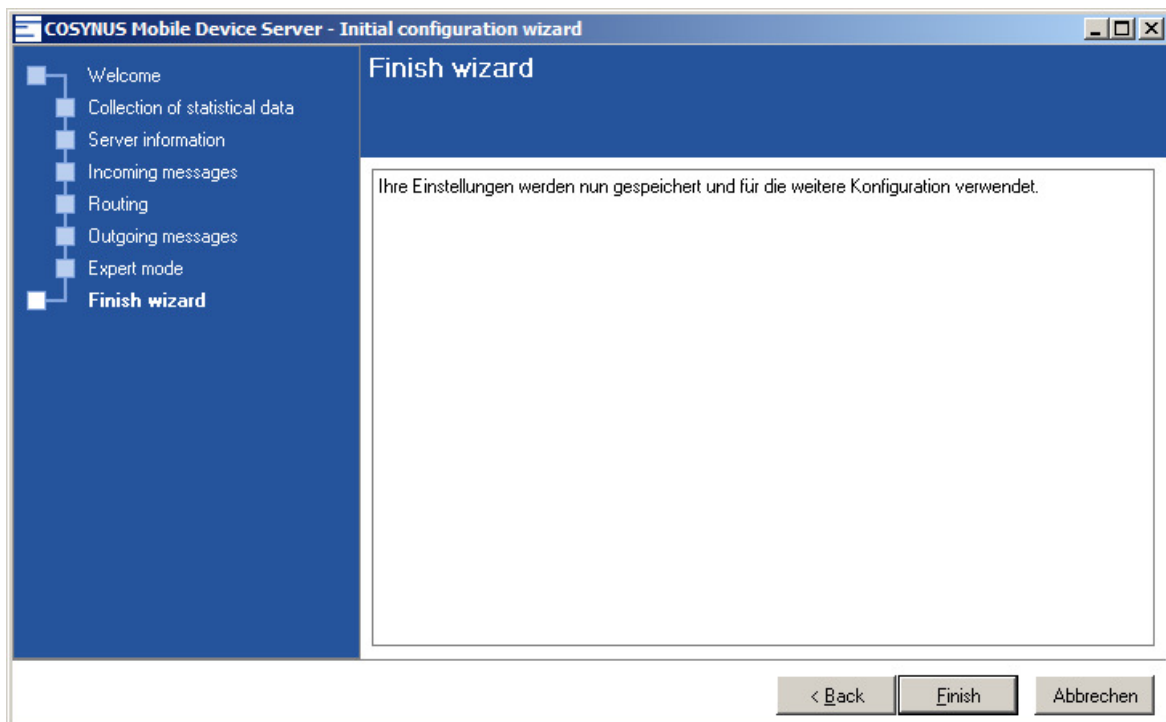 COSYNUS Mobile Device Server - Initial configuration wizard
Welcome
Collection of statistical data
Server information
Incoming messages
Routing
Outgoing messages
Expert mode
Finish wizard
Finish wizard
Ihre Einstellungen werden nun gespeichert und für die weitere Konfiguration verwendet.
< Back
Finish
Abbrechen